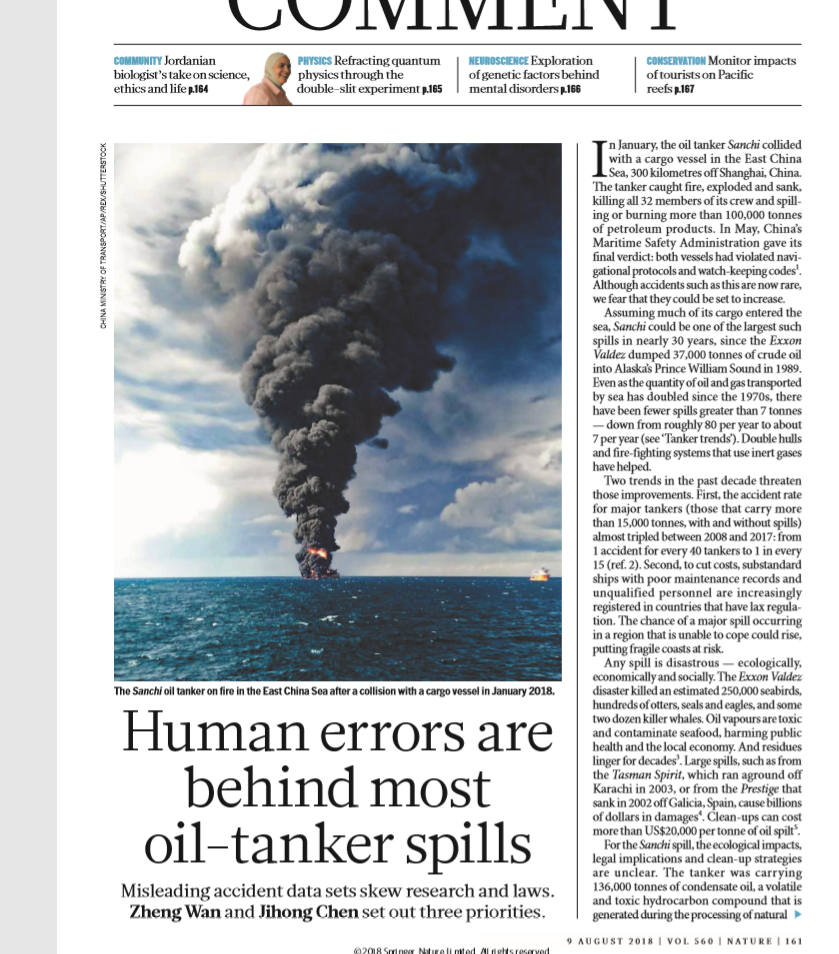 COMMENT
COMMUNITY Jordanian
biologist's take on science,
ethics and life p.164
PHYSICS Refracting quantum
physics through the
double-slit experiment p.165
NEUROSCIENCE Exploration
of genetic factors behind
mental disorders p.166
CONSERVATION Monitor impacts
of tourists on Pacific
reefs p.167
CHINA MINISTRY OF TRANSPORT/AP/REX/SHUTTERSTOCK
The Sanchi oil tanker on fire in the East China Sea after a collision with a cargo vessel in January 2018.
Human errors are
behind most
oil-tanker spills
Misleading accident data sets skew research and laws.
Zheng Wan and Jihong Chen set out three priorities.
In January, the oil tanker Sanchi collided
with a cargo vessel in the East China
Sea, 300 kilometres off Shanghai, China.
The tanker caught fire, exploded and sank,
killing all 32 members of its crew and spill-
ing or burning more than 100,000 tonnes
of petroleum products. In May, China's
Maritime Safety Administration gave its
final verdict: both vessels had violated navi-
gational protocols and watch-keeping codes¹.
Although accidents such as this are now rare,
we fear that they could be set to increase.
Assuming much of its cargo entered the
sea, Sanchi could be one of the largest such
spills in nearly 30 years, since the Exxon
Valdez dumped 37,000 tonnes of crude oil
into Alaska's Prince William Sound in 1989.
Even as the quantity of oil and gas transported
by sea has doubled since the 1970s, there
have been fewer spills greater than 7 tonnes
— down from roughly 80 per year to about
7 per year (see 'Tanker trends'). Double hulls
and fire-fighting systems that use inert gases
have helped.
Two trends in the past decade threaten
those improvements. First, the accident rate
for major tankers (those that carry more
than 15,000 tonnes, with and without spills)
almost tripled between 2008 and 2017: from
1 accident for every 40 tankers to 1 in every
15 (ref. 2). Second, to cut costs, substandard
ships with poor maintenance records and
unqualified personnel are increasingly
registered in countries that have lax regula-
tion. The chance of a major spill occurring
in a region that is unable to cope could rise,
putting fragile coasts at risk.
Any spill is disastrous — ecologically,
economically and socially. The Exxon Valdez
disaster killed an estimated 250,000 seabirds,
hundreds of otters, seals and eagles, and some
two dozen killer whales. Oil vapours are toxic
and contaminate seafood, harming public
health and the local economy. And residues
linger for decades³. Large spills, such as from
the Tasman Spirit, which ran aground off
Karachi in 2003, or from the Prestige that
sank in 2002 off Galicia, Spain, cause billions
of dollars in damages⁴. Clean-ups can cost
more than US$20,000 per tonne of oil spilt⁵.
For the Sanchi spill, the ecological impacts,
legal implications and clean-up strategies
are unclear. The tanker was carrying
136,000 tonnes of condensate oil, a volatile
and toxic hydrocarbon compound that is
generated during the processing of natural
9 AUGUST 2018 | VOL 560 | NATURE | 161
©2018 Springer Nature Limited. All rights reserved.